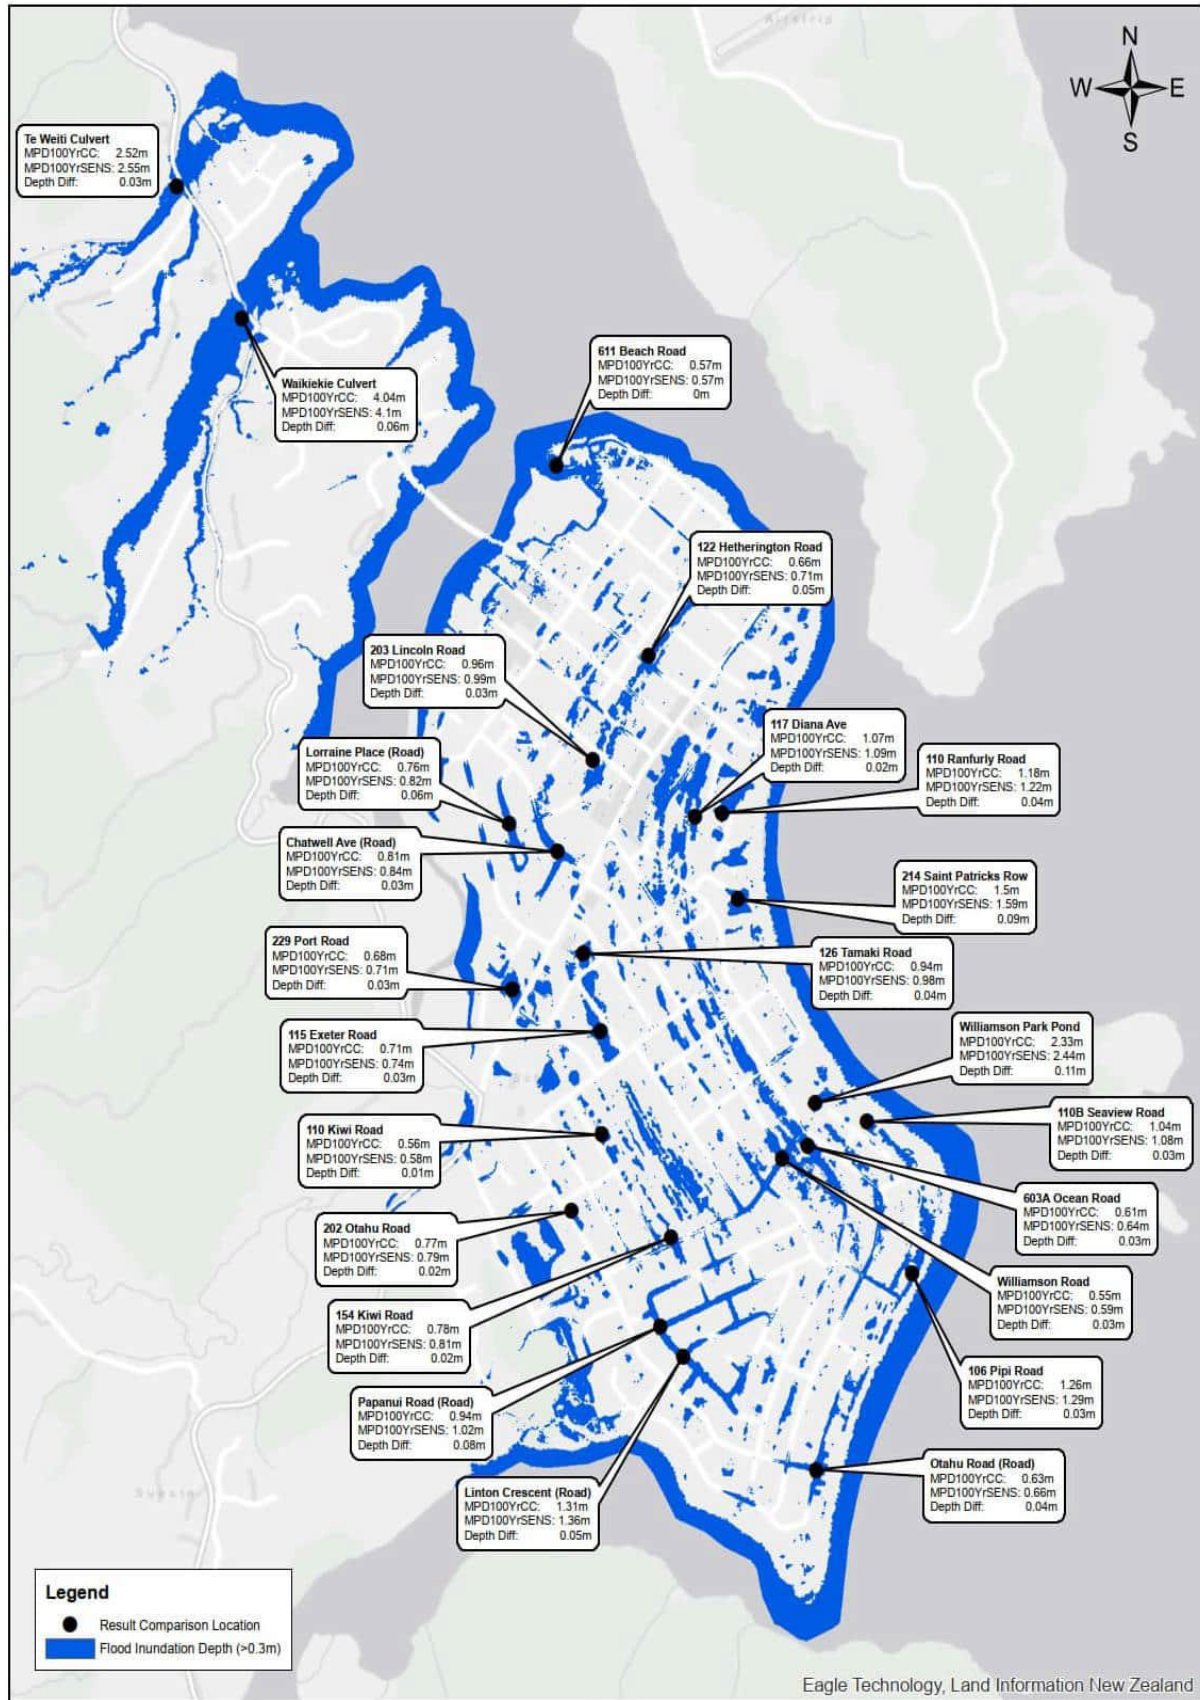 Airstrip
N
W E
S
Te Weiti Culvert
MPD100YrCC: 2.52m
MPD100YrSENS: 2.55m
Depth Diff: 0.03m
611 Beach Road
MPD100YrCC: 0.57m
MPD100YrSENS: 0.57m
Depth Diff: 0m
Waikiekie Culvert
MPD100YrCC: 4.04m
MPD100YrSENS: 4.1m
Depth Diff: 0.06m
122 Hetherington Road
MPD100YrCC: 0.66m
MPD100YrSENS: 0.71m
Depth Diff: 0.05m
203 Lincoln Road
MPD100YrCC: 0.96m
MPD100YrSENS: 0.99m
Depth Diff: 0.03m
117 Diana Ave
MPD100YrCC: 1.07m
MPD100YrSENS: 1.09m
Depth Diff: 0.02m
Lorraine Place (Road)
MPD100YrCC: 0.76m
MPD100YrSENS: 0.82m
Depth Diff: 0.06m
110 Ranfurly Road
MPD100YrCC: 1.18m
MPD100YrSENS: 1.22m
Depth Diff: 0.04m
Chatwell Ave (Road)
MPD100YrCC: 0.81m
MPD100YrSENS: 0.84m
Depth Diff: 0.03m
214 Saint Patricks Row
MPD100YrCC: 1.5m
MPD100YrSENS: 1.59m
Depth Diff: 0.09m
229 Port Road
MPD100YrCC: 0.68m
MPD100YrSENS: 0.71m
Depth Diff: 0.03m
126 Tamaki Road
MPD100YrCC: 0.94m
MPD100YrSENS: 0.98m
Depth Diff: 0.04m
115 Exeter Road
MPD100YrCC: 0.71m
MPD100YrSENS: 0.74m
Depth Diff: 0.03m
Williamson Park Pond
MPD100YrCC: 2.33m
MPD100YrSENS: 2.44m
Depth Diff: 0.11m
110 Kiwi Road
MPD100YrCC: 0.56m
MPD100YrSENS: 0.58m
Depth Diff: 0.01m
110B Seaview Road
MPD100YrCC: 1.04m
MPD100YrSENS: 1.08m
Depth Diff: 0.03m
603A Ocean Road
MPD100YrCC: 0.61m
MPD100YrSENS: 0.64m
Depth Diff: 0.03m
202 Otahu Road
MPD100YrCC: 0.77m
MPD100YrSENS: 0.79m
Depth Diff: 0.02m
Williamson Road
MPD100YrCC: 0.55m
MPD100YrSENS: 0.59m
Depth Diff: 0.03m
154 Kiwi Road
MPD100YrCC: 0.78m
MPD100YrSENS: 0.81m
Depth Diff: 0.02m
106 Pipi Road
MPD100YrCC: 1.26m
MPD100YrSENS: 1.29m
Depth Diff: 0.03m
Papanui Road (Road)
MPD100YrCC: 0.94m
MPD100YrSENS: 1.02m
Depth Diff: 0.08m
Otahu Road (Road)
MPD100YrCC: 0.63m
MPD100YrSENS: 0.66m
Depth Diff: 0.04m
Linton Crescent (Road)
MPD100YrCC: 1.31m
MPD100YrSENS: 1.36m
Depth Diff: 0.05m
Legend
Result Comparison Location
Flood Inundation Depth (>0.3m)
Eagle Technology, Land Information New Zealand